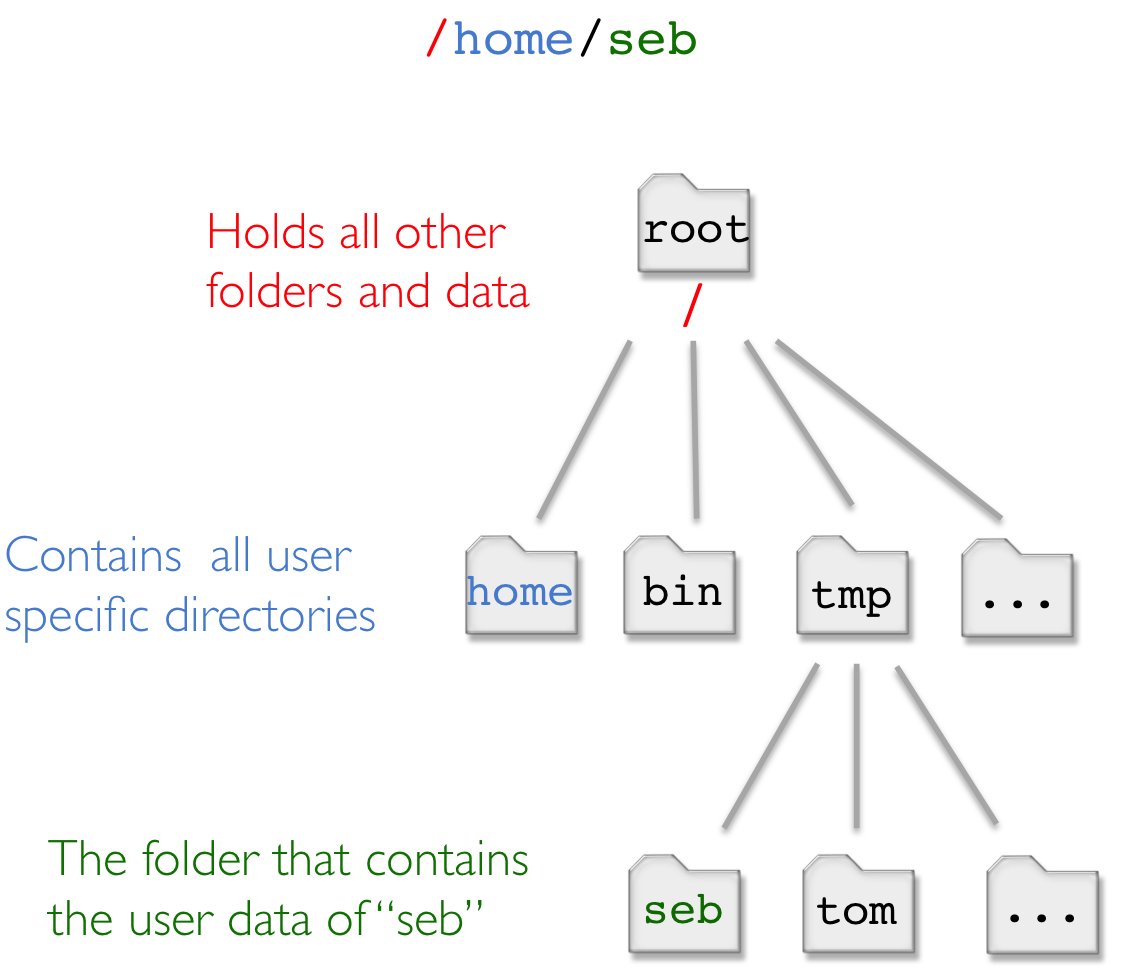 /home/seb
root
Holds all other
folders and data
/
home
bin
tmp
...
Contains all user
specific directories
seb
tom
...
The folder that contains
the user data of “seb”